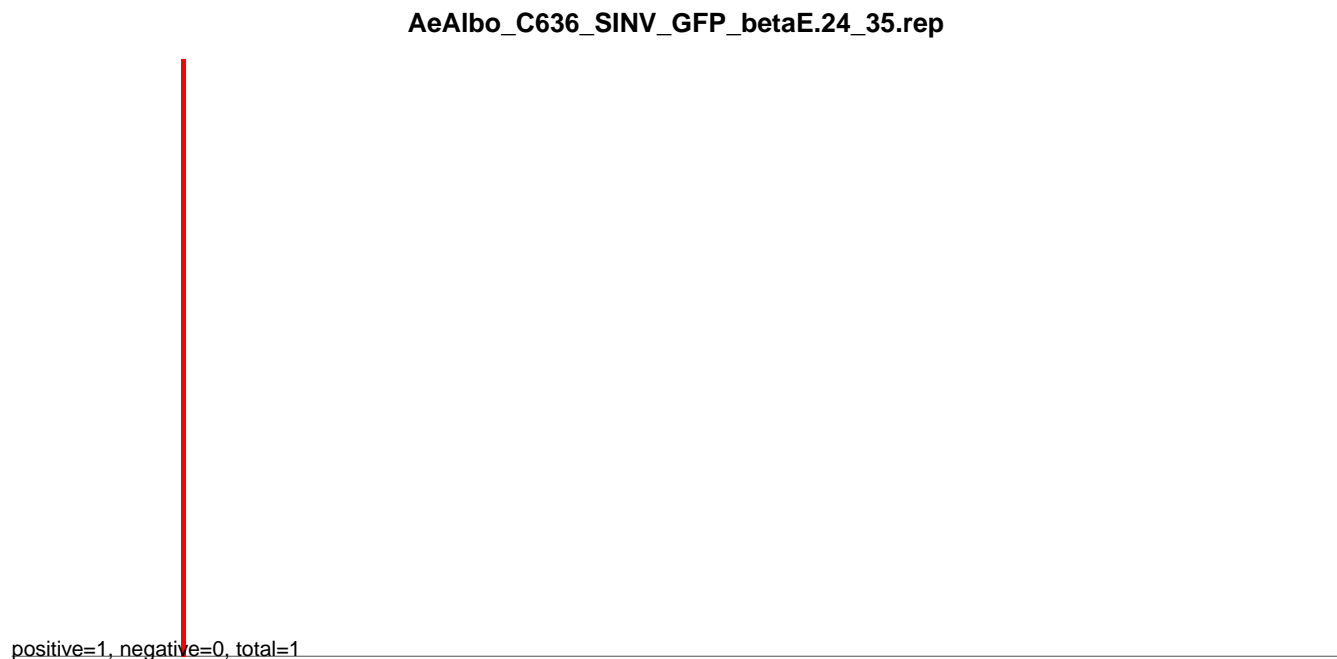 AeAlbo_C636_SINV_GFP_betaE.24_35.rep
positive=1, negative=0, total=1